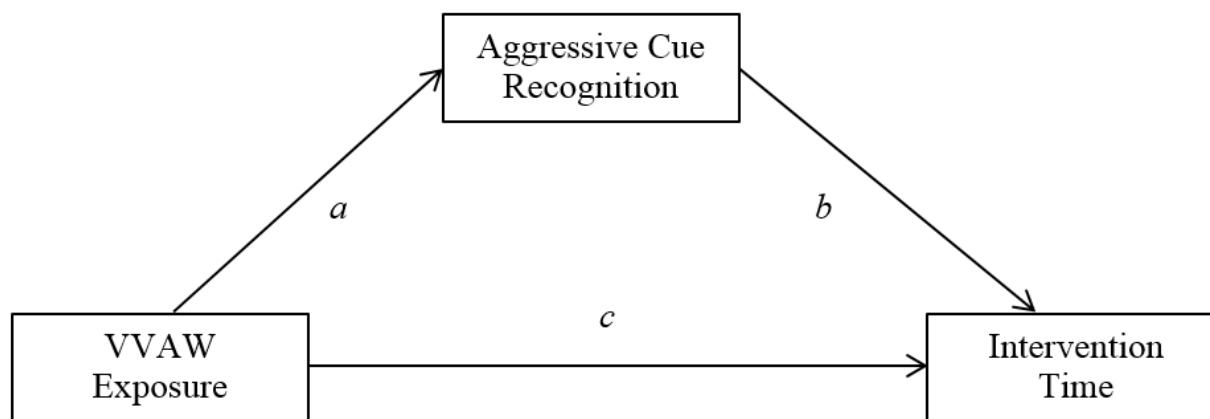 Aggressive Cue
Recognition
a
b
c
VVAW
Exposure
Intervention
Time